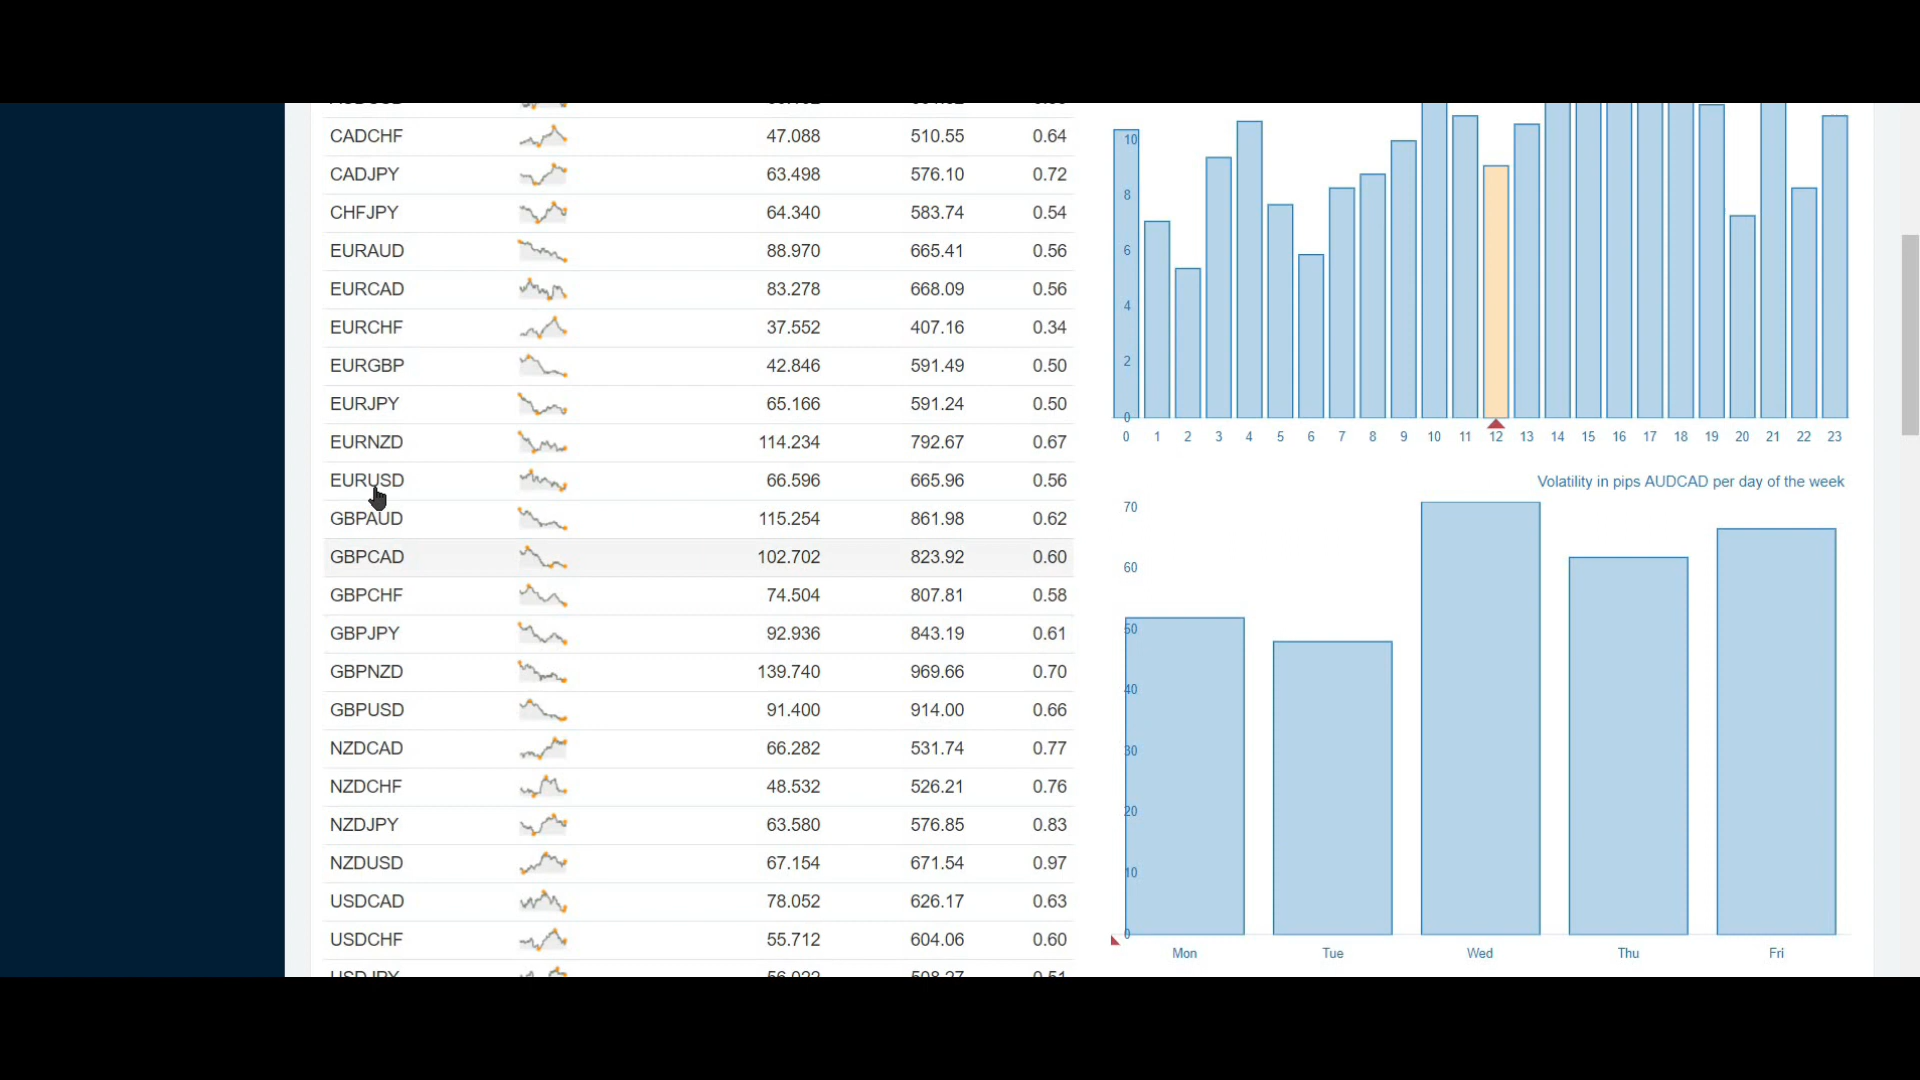 CADCHF 47.088 510.55 0.64
CADJPY 63.498 576.10 0.72
CHFJPY 64.340 583.74 0.54
EURAUD 88.970 665.41 0.56
EURCAD 83.278 668.09 0.56
EURCHF 37.552 407.16 0.34
EURGBP 42.846 591.49 0.50
EURJPY 65.166 591.24 0.50
EURNZD 114.234 792.67 0.67
EURUSD 66.596 665.96 0.56
GBPAUD 115.254 861.98 0.62
GBPCAD 102.702 823.92 0.60
GBPCHF 74.504 807.81 0.58
GBPJPY 92.936 843.19 0.61
GBPNZD 139.740 969.66 0.70
GBPUSD 91.400 914.00 0.66
NZDCAD 66.282 531.74 0.77
NZDCHF 48.532 526.21 0.76
NZDJPY 63.580 576.85 0.83
NZDUSD 67.154 671.54 0.97
USDCAD 78.052 626.17 0.63
USDCHF 55.712 604.06 0.60
10
8
6
4
2
0
0 1 2 3 4 5 6 7 8 9 10 11 12 13 14 15 16 17 18 19 20 21 22 23
Volatility in pips AUDCAD per day of the week
70
60
50
40
30
20
10
0
Mon Tue Wed Thu Fri